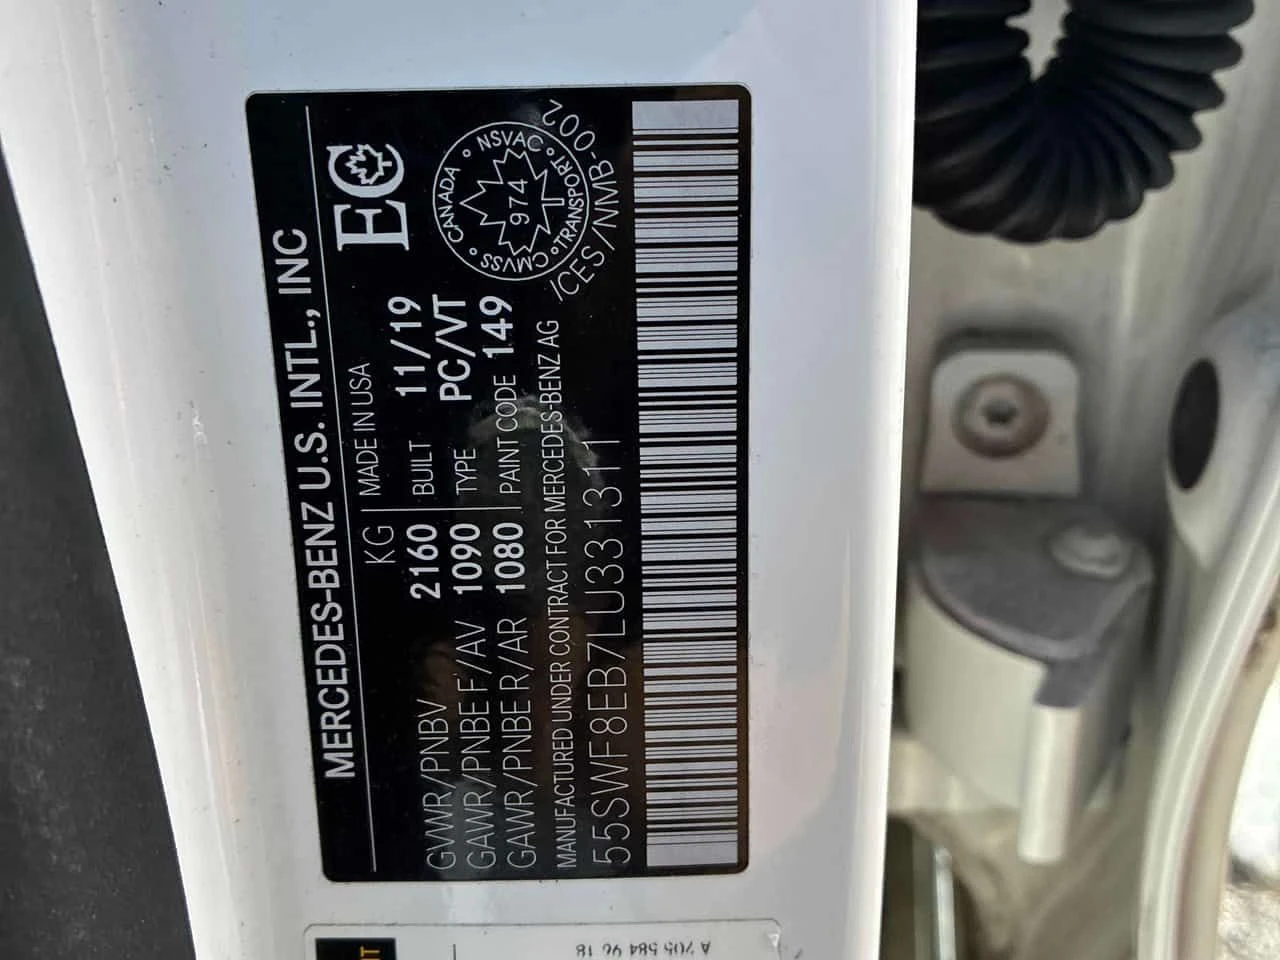 MERCEDES-BENZ U.S. INTL., INC
KG MADE IN USA
GVWR/PNBV 2160 BUILT 11/19
GAWR/PNBE F/AV 1090 TYPE PC/VT
GAWR/PNBE R/AR 1080 PAINT CODE 149
MANUFACTURED UNDER CONTRACT FOR MERCEDES-BENZ AG
55SWF8EB7LU331311
EC
CANADA NSVAC
974
CMVSS TRANSPORT
ICES/NMB-002
A 205 584 96 18